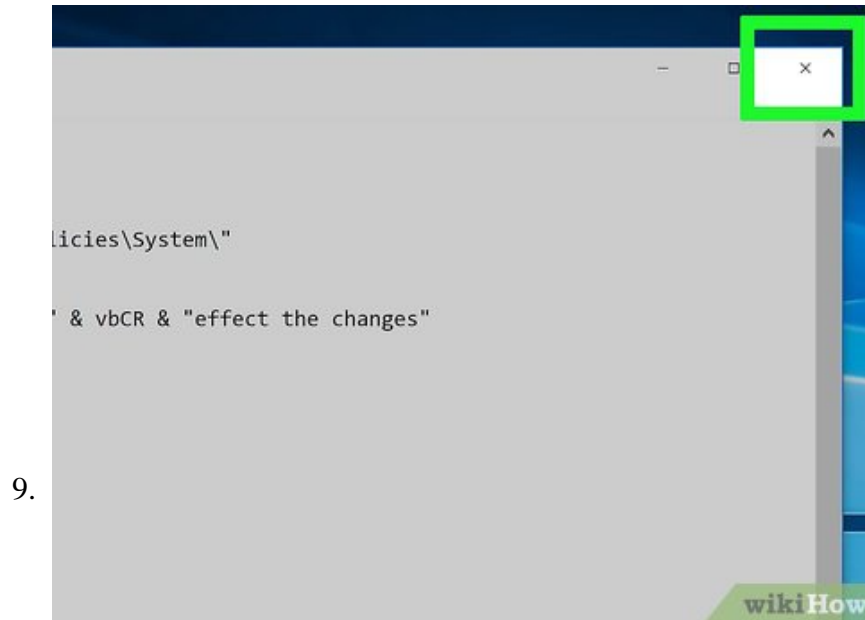 licies\System\"
" & vbCR & "effect the changes"
9.
wikiHow